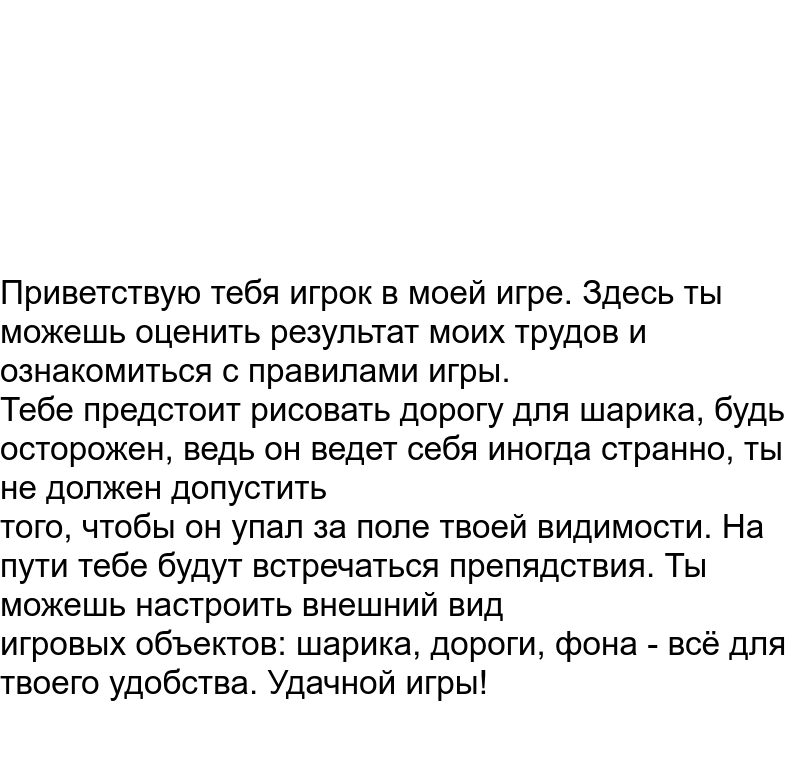 Приветствую тебя игрок в моей игре. Здесь ты
можешь оценить результат моих трудов и
ознакомиться с правилами игры.
Тебе предстоит рисовать дорогу для шарика, будь
осторожен, ведь он ведет себя иногда странно, ты
не должен допустить
того, чтобы он упал за поле твоей видимости. На
пути тебе будут встречаться препядствия. Ты
можешь настроить внешний вид
игровых объектов: шарика, дороги, фона - всё для
твоего удобства. Удачной игры!